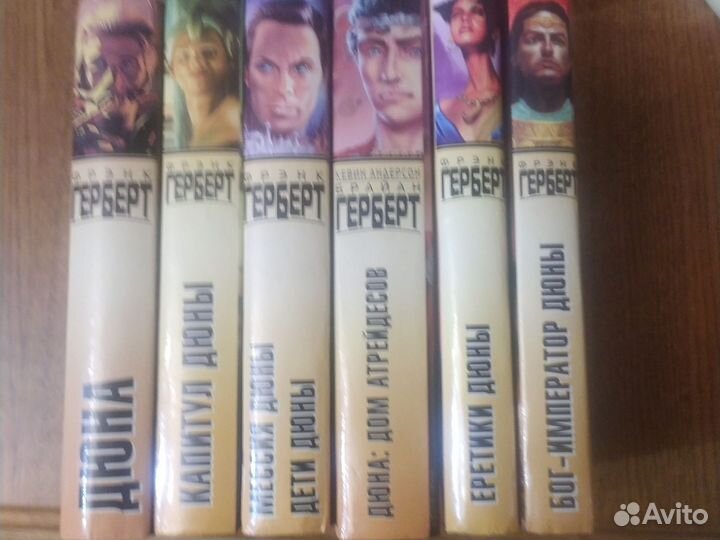 ФРЭНК
ГЕРБЕРТ
ДЮНА
ФРЭНК
ГЕРБЕРТ
КАПИТУЛ ДЮНЫ
ФРЭНК
ГЕРБЕРТ
МЕССИЯ ДЮНЫ
ДЕТИ ДЮНЫ
КЕВИН АНДЕРСОН
БРАЙАН
ГЕРБЕРТ
ДЮНА: ДОМ АТРЕЙДЕСОВ
ФРЭНК
ГЕРБЕРТ
ЕРЕТИКИ ДЮНЫ
ФРЭНК
ГЕРБЕРТ
БОГ-ИМПЕРАТОР ДЮНЫ
Avito